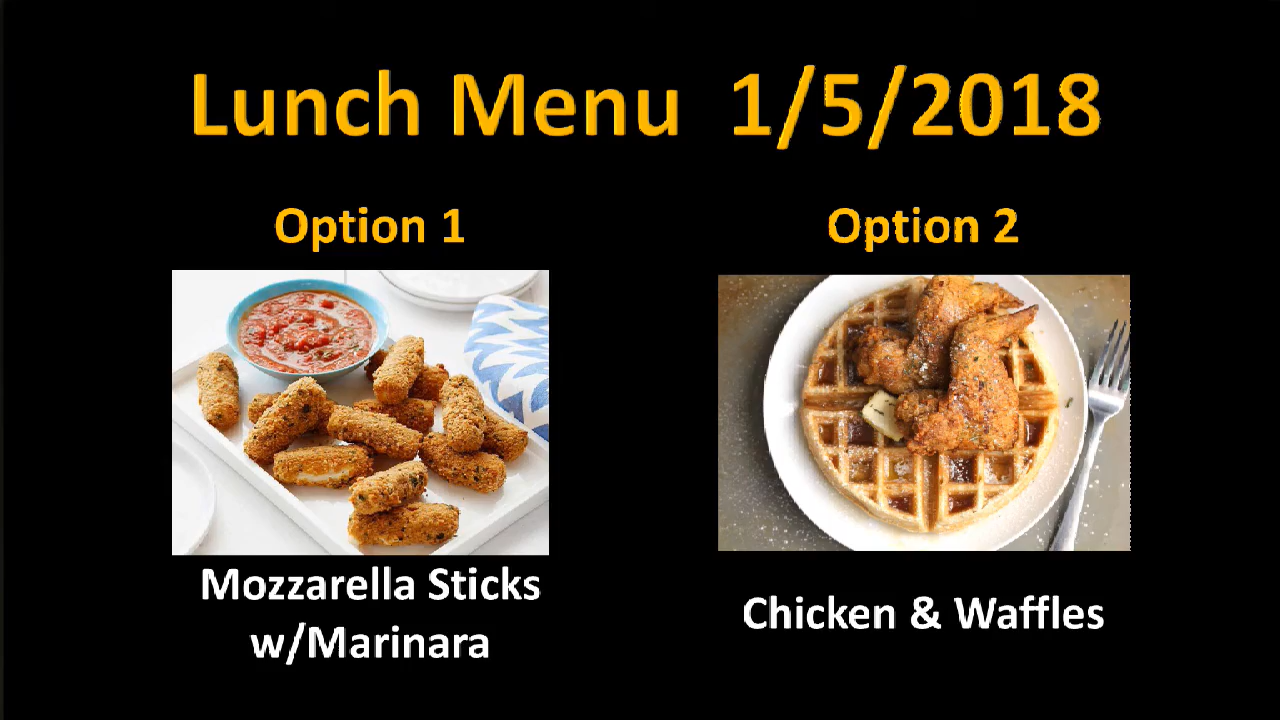 Lunch Menu 1/5/2018
Option 1
Mozzarella Sticks
w/Marinara
Option 2
Chicken & Waffles